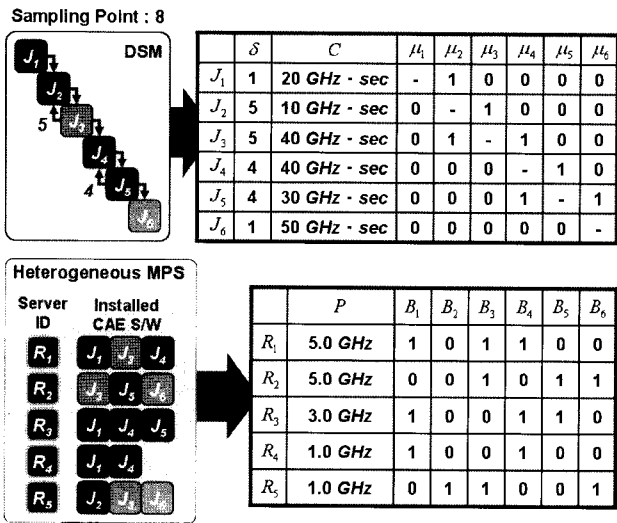 Sampling Point : 8
DSM
J1
J2
5 J3
J4
4 J5
J6
δ C μ1 μ2 μ3 μ4 μ5 μ6
J1 1 20 GHz - sec - 1 0 0 0 0
J2 5 10 GHz - sec 0 - 1 0 0 0
J3 5 40 GHz - sec 0 1 - 1 0 0
J4 4 40 GHz - sec 0 0 0 - 1 0
J5 4 30 GHz - sec 0 0 0 1 - 1
J6 1 50 GHz - sec 0 0 0 0 0 -
Heterogeneous MPS
Server ID
Installed CAE S/W
R1 J1 J3 J4
R2 J3 J5 J6
R3 J1 J4 J5
R4 J1 J4
R5 J2 J3
P B1 B2 B3 B4 B5 B6
R1 5.0 GHz 1 0 1 1 0 0
R2 5.0 GHz 0 0 1 0 1 1
R3 3.0 GHz 1 0 0 1 1 0
R4 1.0 GHz 1 0 0 1 0 0
R5 1.0 GHz 0 1 1 0 0 1